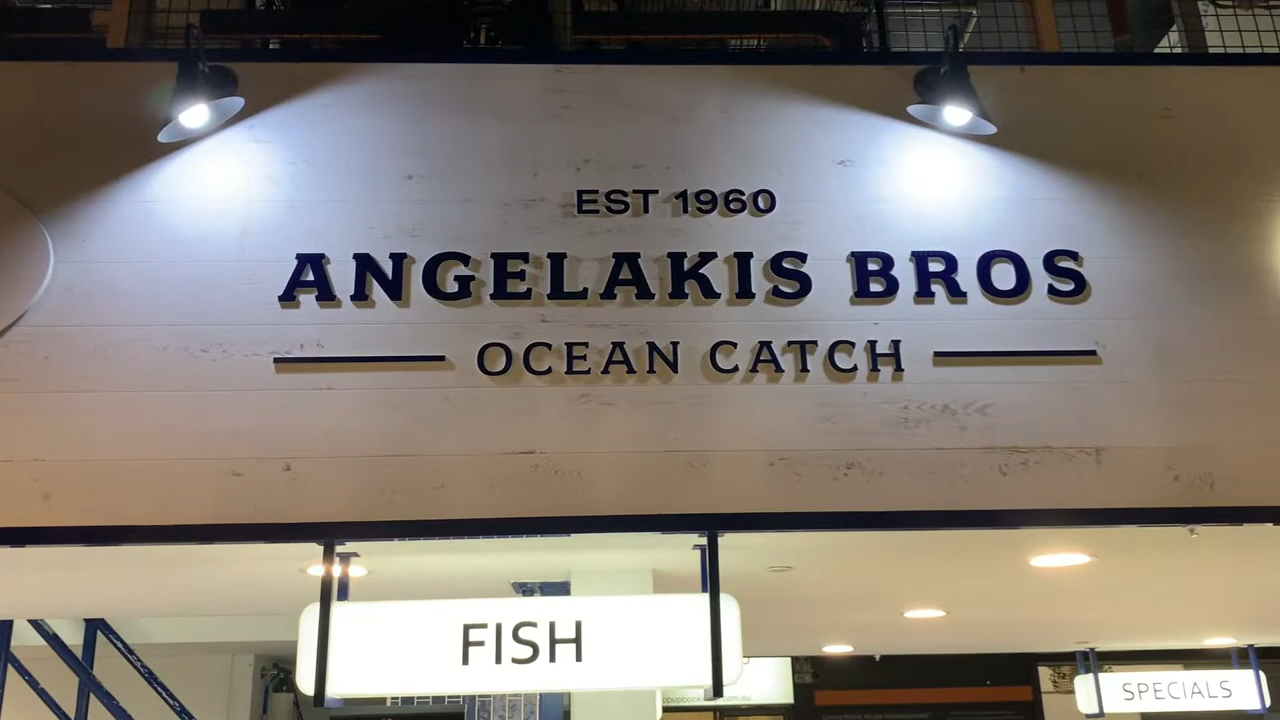 EST 1960
ANGELAKIS BROS
OCEAN CATCH
FISH
SPECIALS